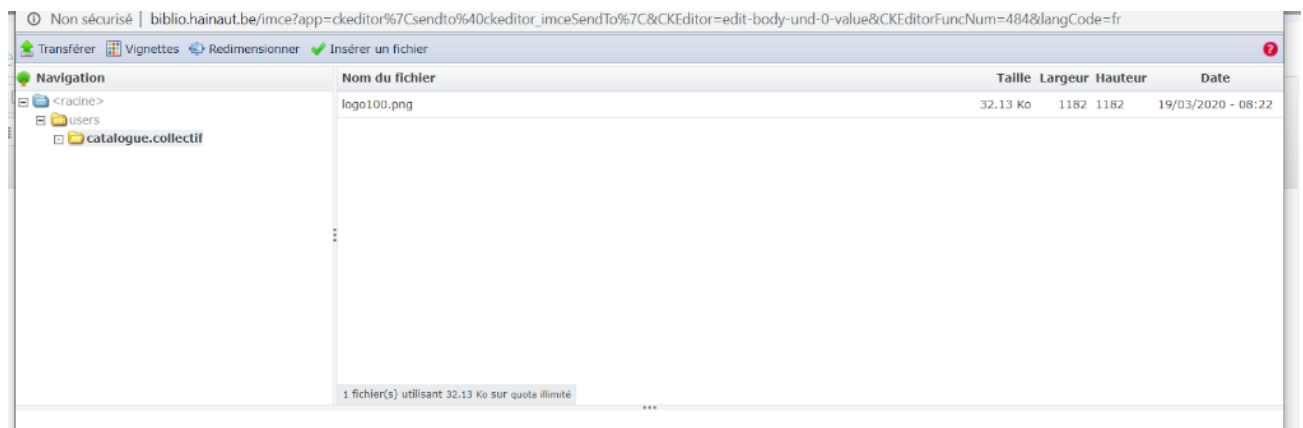 Non sécurisé | biblio.hainaut.be/imce?app=ckeditor%7Csendto%40ckeditor_imceSendTo%7C&CKEditor=edit-body-und-0-value&CKEditorFuncNum=484&langCode=fr
Transférer Vignettes Redimensionner Insérer un fichier
Navigation Nom du fichier Taille Largeur Hauteur Date
<racine> logo100.png 32.13 Ko 1182 1182 19/03/2020 - 08:22
users
catalogue.collectif
1 fichier(s) utilisant 32.13 Ko sur quota illimité